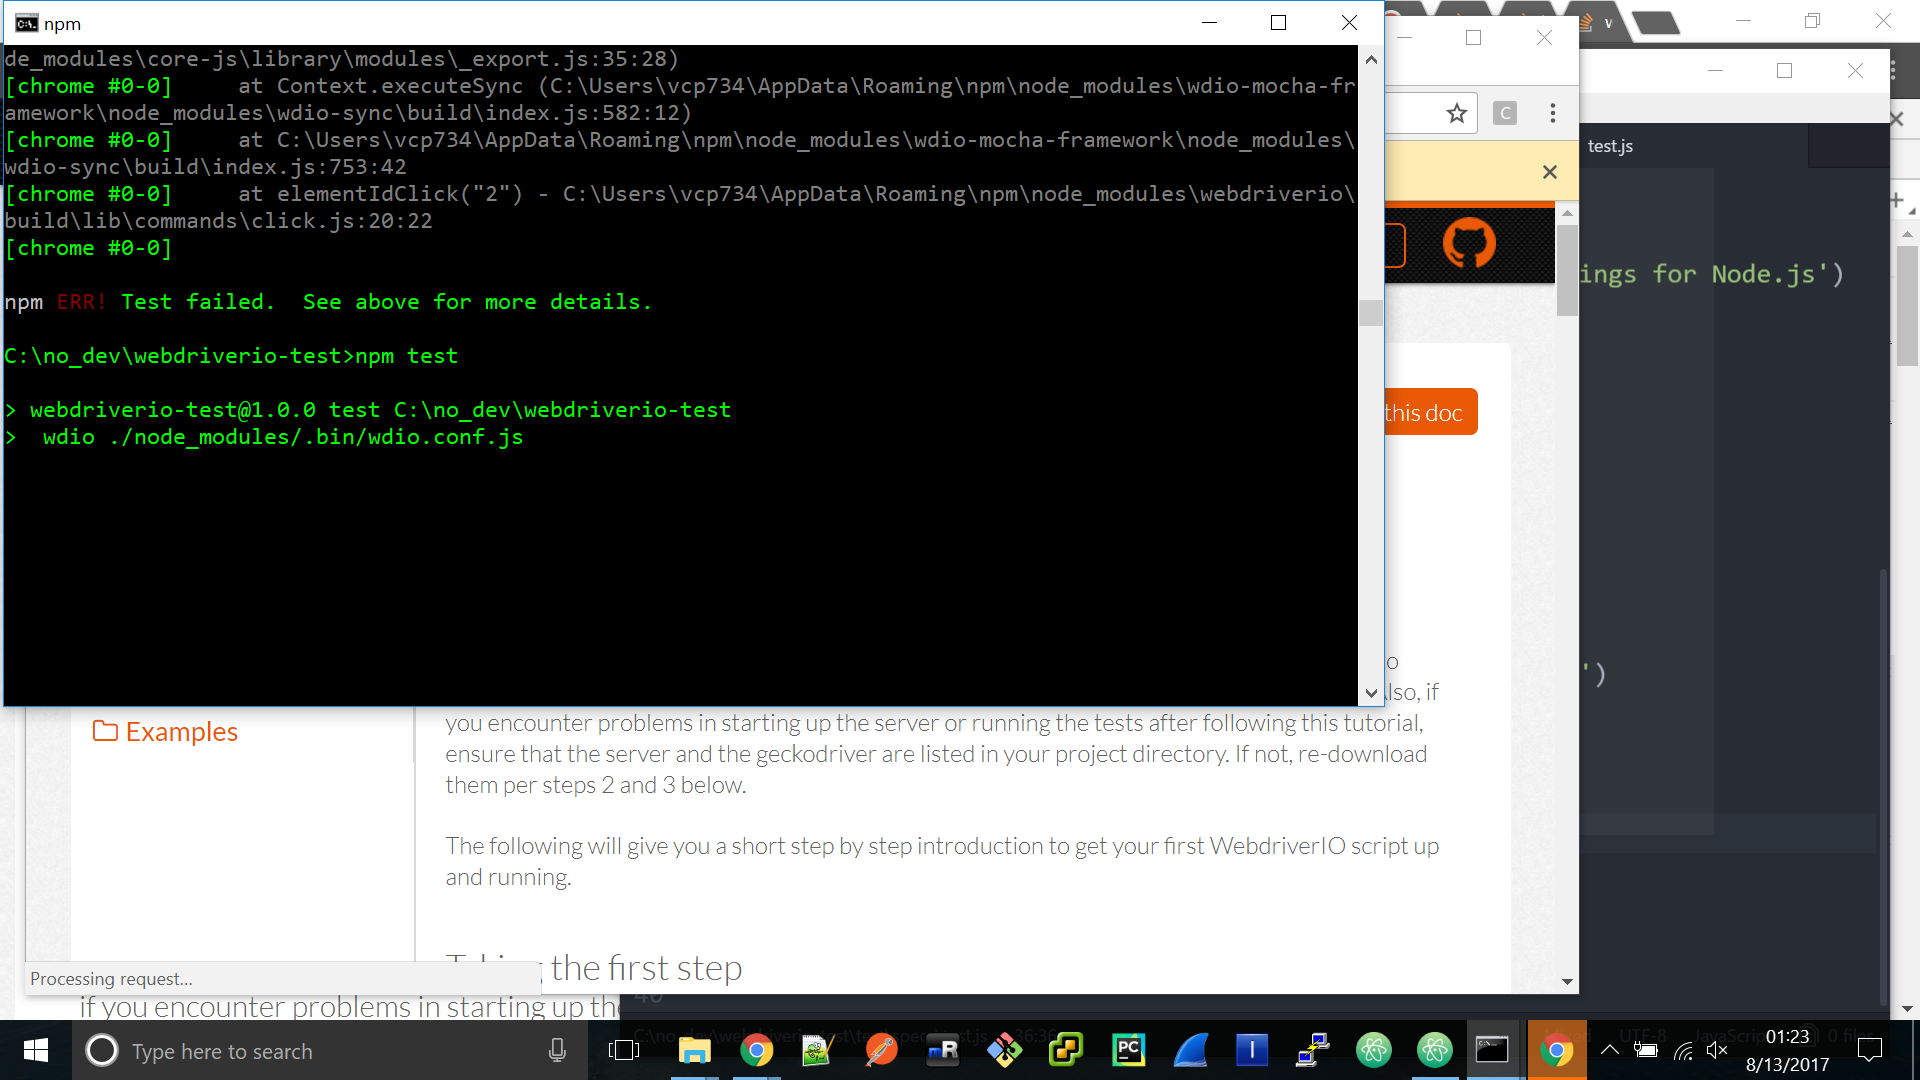 npm
de_modules\core-js\library\modules\_export.js:35:28)
[chrome #0-0]     at Context.executeSync (C:\Users\vcp734\AppData\Roaming\npm\node_modules\wdio-mocha-fr
amework\node_modules\wdio-sync\build\index.js:582:12)
[chrome #0-0]     at C:\Users\vcp734\AppData\Roaming\npm\node_modules\wdio-mocha-framework\node_modules\
wdio-sync\build\index.js:753:42
[chrome #0-0]     at elementIdClick("2") - C:\Users\vcp734\AppData\Roaming\npm\node_modules\webdriverio\
build\lib\commands\click.js:20:22
[chrome #0-0]
npm ERR! Test failed.  See above for more details.
C:\no_dev\webdriverio-test>npm test
> webdriverio-test@1.0.0 test C:\no_dev\webdriverio-test
>  wdio ./node_modules/.bin/wdio.conf.js
C
v
test.js
ings for Node.js')
this doc
')
lso, if
Examples
you encounter problems in starting up the server or running the tests after following this tutorial,
ensure that the server and the geckodriver are listed in your project directory. If not, re-download
them per steps 2 and 3 below.
The following will give you a short step by step introduction to get your first WebdriverIO script up
and running.
the first step
Processing request...
if you encounter problems in starting up the
Type here to search
UTF-8
JavaScrip
0 files
01:23
8/13/2017